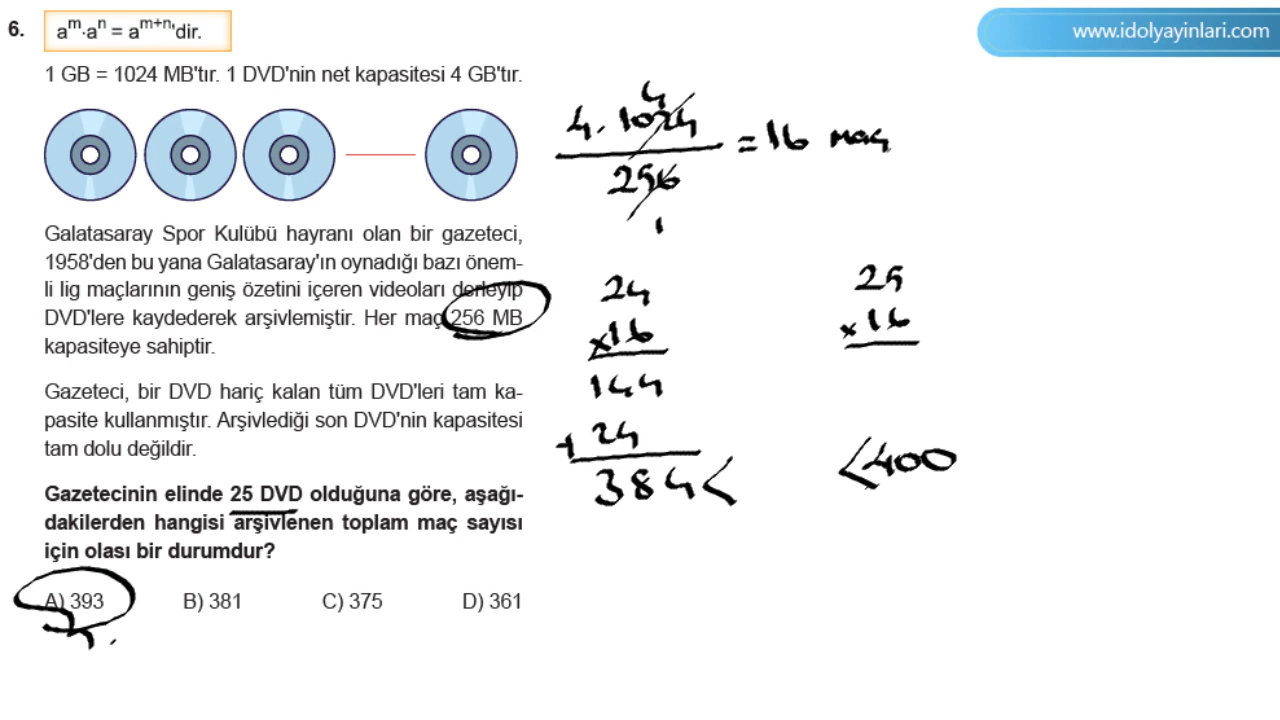 6.
a^m·a^n = a^(m+n)'dir.
www.idolyayinlari.com
1 GB = 1024 MB'tır. 1 DVD'nin net kapasitesi 4 GB'tır.
4
4 . 1024
256
1
= 16 maç
Galatasaray Spor Kulübü hayranı olan bir gazeteci,
1958'den bu yana Galatasaray'ın oynadığı bazı önem-
li lig maçlarının geniş özetini içeren videoları derleyip
DVD'lere kaydederek arşivlemiştir. Her maç 256 MB
kapasiteye sahiptir.
Gazeteci, bir DVD hariç kalan tüm DVD'leri tam ka-
pasite kullanmıştır. Arşivlediği son DVD'nin kapasitesi
tam dolu değildir.
Gazetecinin elinde 25 DVD olduğuna göre, aşağı-
dakilerden hangisi arşivlenen toplam maç sayısı
için olası bir durumdur?
A) 393 B) 381 C) 375 D) 361
24
x16
144
+ 24
384 <
25
x16
<400